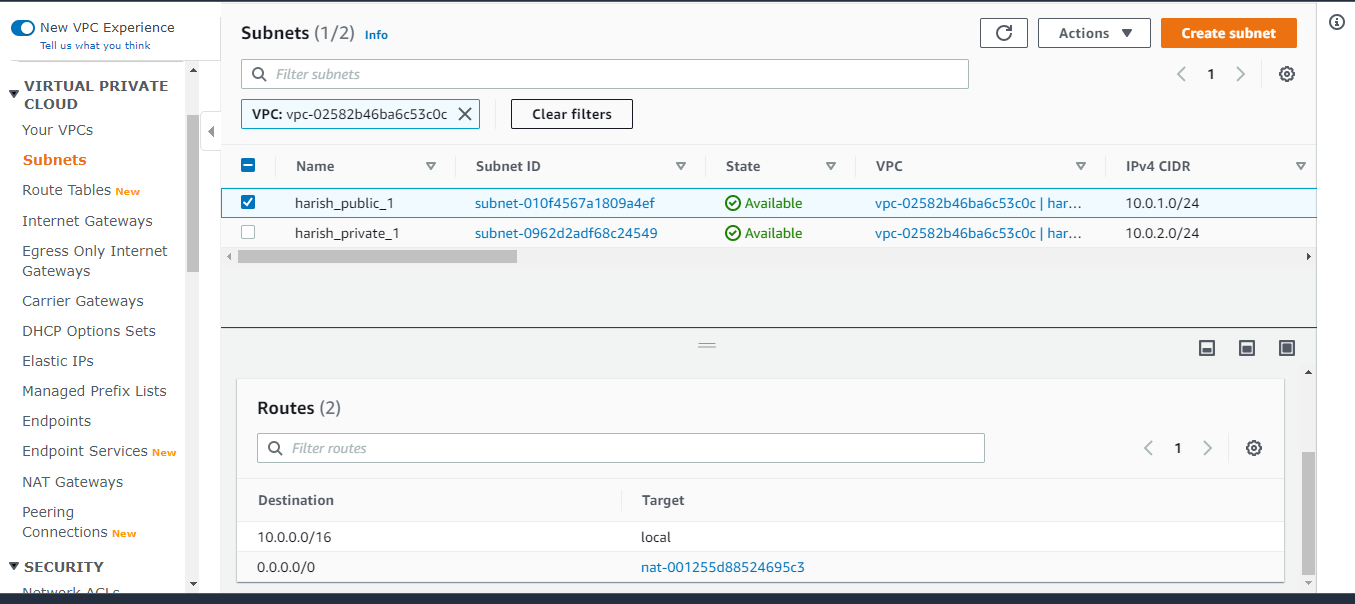 New VPC Experience
Tell us what you think
VIRTUAL PRIVATE
CLOUD
Your VPCs
Subnets
Route Tables New
Internet Gateways
Egress Only Internet
Gateways
Carrier Gateways
DHCP Options Sets
Elastic IPs
Managed Prefix Lists
Endpoints
Endpoint Services New
NAT Gateways
Peering
Connections New
SECURITY
Network ACLs
Subnets (1/2) Info
Actions
Create subnet
Filter subnets
1
VPC: vpc-02582b46ba6c53c0c
Clear filters
Name Subnet ID State VPC IPv4 CIDR
harish_public_1 subnet-010f4567a1809a4ef Available vpc-02582b46ba6c53c0c | har... 10.0.1.0/24
harish_private_1 subnet-0962d2adf68c24549 Available vpc-02582b46ba6c53c0c | har... 10.0.2.0/24
Routes (2)
Filter routes
1
Destination Target
10.0.0.0/16 local
0.0.0.0/0 nat-001255d88524695c3